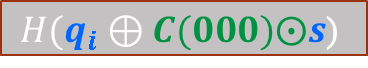 H(qᵢ ⊕ C(000)⊙s)